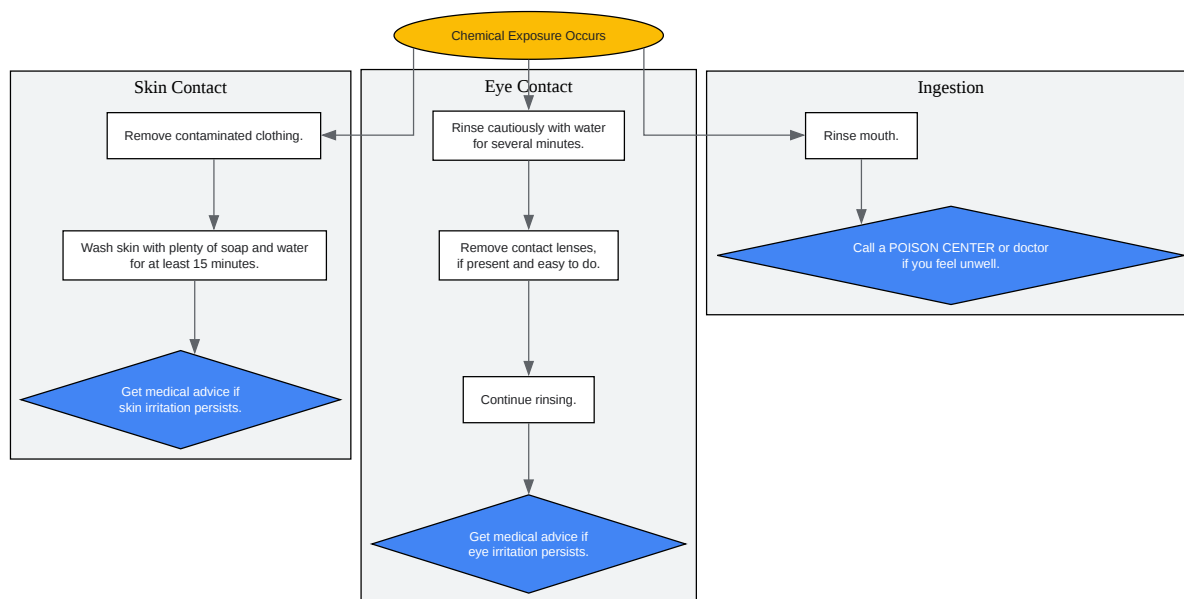 Chemical Exposure Occurs
Skin Contact
Remove contaminated clothing.
Wash skin with plenty of soap and water
for at least 15 minutes.
Get medical advice if
skin irritation persists.
Eye Contact
Rinse cautiously with water
for several minutes.
Remove contact lenses,
if present and easy to do.
Continue rinsing.
Get medical advice if
eye irritation persists.
Ingestion
Rinse mouth.
Call a POISON CENTER or doctor
if you feel unwell.